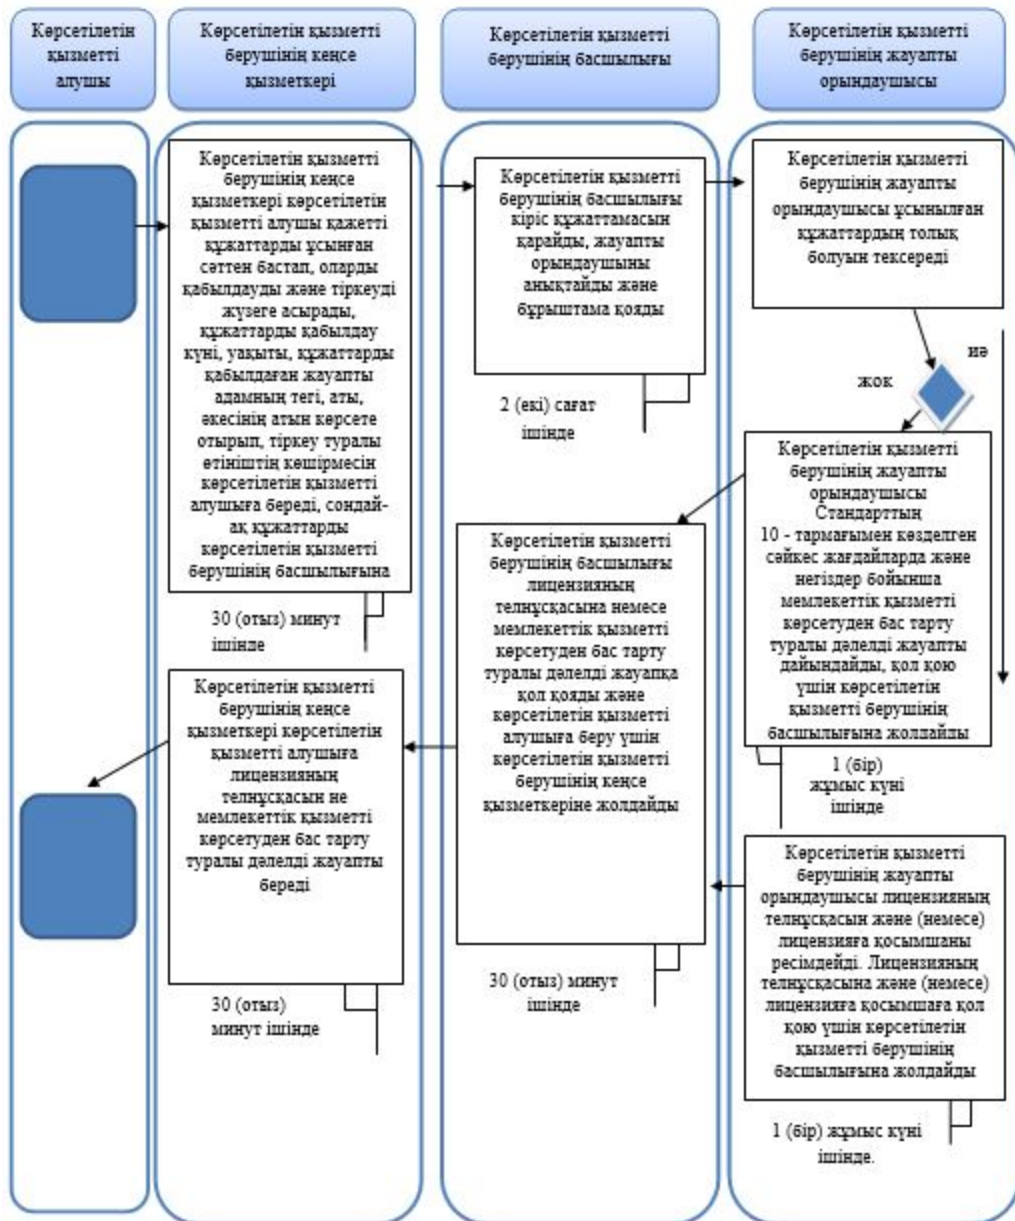 Көрсетілетін
қызметті
алушы
Көрсетілетін қызметті
берушінің кеңсе
қызметкері
Көрсетілетін қызметті
берушінің басшылығы
Көрсетілетін қызметті
берушінің жауапты
орындаушысы
Көрсетілетін қызметті
берушінің кеңсе
қызметкері көрсетілетін
қызметті алушы қажетті
құжаттарды ұсынған
сәттен бастап, оларды
қабылдауды және тіркеуді
жүзеге асырады,
құжаттарды қабылдау
күні, уақыты, құжаттарды
қабылдаған жауапты
адамның тегі, аты,
әкесінің атын көрсете
отырып, тіркеу туралы
өтініштің көшірмесін
көрсетілетін қызметті
алушыға береді, сондай-
ақ құжаттарды
көрсетілетін қызметті
берушінің басшылығына
30 (отыз) минут
ішінде
Көрсетілетін қызметті
берушінің басшылығы
кіріс құжаттамасын
қарайды, жауапты
орындаушыны
анықтайды және
бұрыштама қояды
2 (екі) сағат
ішінде
Көрсетілетін қызметті
берушінің жауапты
орындаушысы ұсынылған
құжаттардың толық
болуын тексереді
иә
жок
Көрсетілетін қызметті
берушінің жауапты
орындаушысы
Стандарттың
10 - тармағымен көзделген
сәйкес жағдайларда және
негіздер бойынша
мемлекеттік қызметті
көрсетуден бас тарту
туралы дәлелді жауапты
дайындайды, қол қою
үшін көрсетілетін
қызметті берушінің
басшылығына жолдайды
1 (бір)
жұмыс күні
ішінде
Көрсетілетін қызметті
берушінің басшылығы
лицензияның
телнұсқасына немесе
мемлекеттік қызметті
көрсетуден бас тарту
туралы дәлелді жауапқа
қол қояды және
көрсетілетін қызметті
алушыға беру үшін
көрсетілетін қызметті
берушінің кеңсе
қызметкеріне жолдайды
30 (отыз) минут
ішінде
Көрсетілетін қызметті
берушінің кеңсе
қызметкері көрсетілетін
қызметті алушыға
лицензияның
телнұсқасын не
мемлекеттік қызметті
көрсетуден бас тарту
туралы дәлелді жауапты
береді
30 (отыз)
минут ішінде
Көрсетілетін қызметті
берушінің жауапты
орындаушысы лицензияның
телнұсқасын және (немесе)
лицензияға қосымшаны
ресімдейді. Лицензияның
телнұсқасына және (немесе)
лицензияға қосымшаға қол
қою үшін көрсетілетін
қызметті берушінің
басшылығына жолдайды
1 (бір) жұмыс күні
ішінде.